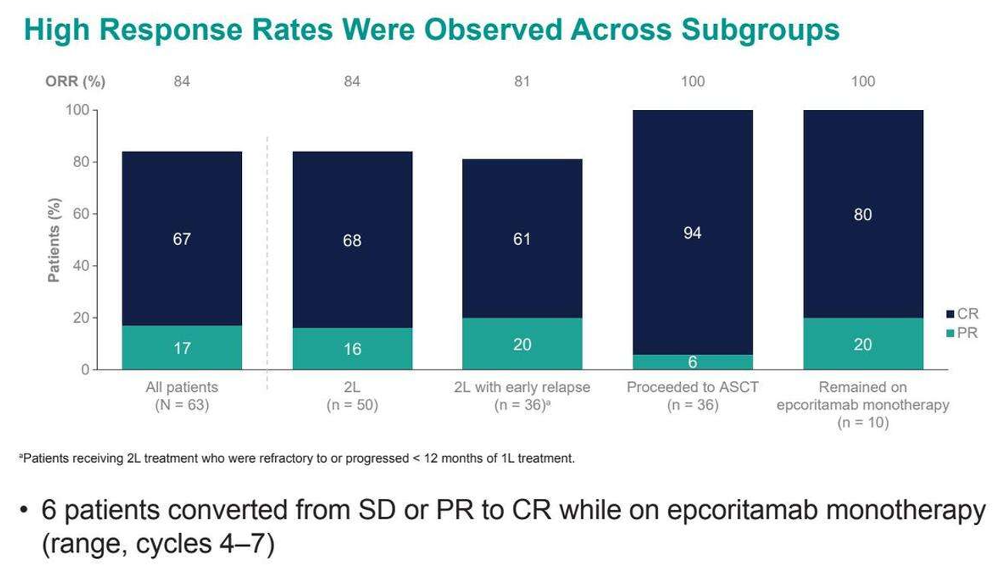 High Response Rates Were Observed Across Subgroups
ORR (%) 84 84 81 100 100
100
80
60
40
20
0
Patients (%)
67 68 61 94 80
17 16 20 6 20
CR
PR
All patients
(N = 63)
2L
(n = 50)
2L with early relapse
(n = 36)ᵃ
Proceeded to ASCT
(n = 36)
Remained on
epcoritamab monotherapy
(n = 10)
ᵃPatients receiving 2L treatment who were refractory to or progressed < 12 months of 1L treatment.
• 6 patients converted from SD or PR to CR while on epcoritamab monotherapy
(range, cycles 4–7)